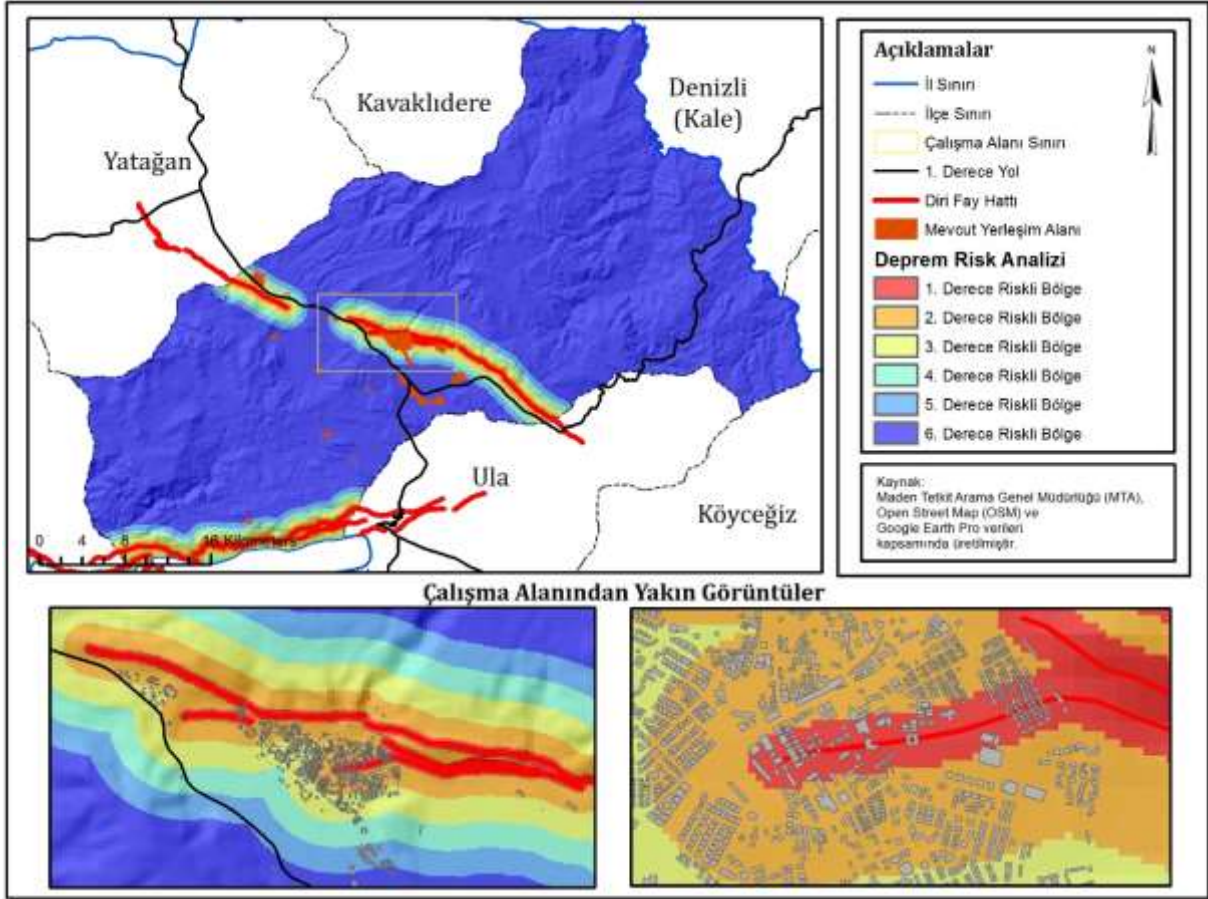 Kavaklıdere
Denizli
(Kale)
Yatağan
Ula
Köyceğiz
0 4 8 16 Kilometers
Açıklamalar
N
İl Sınırı
İlçe Sınırı
Çalışma Alanı Sınırı
1. Derece Yol
Diri Fay Hattı
Mevcut Yerleşim Alanı
Deprem Risk Analizi
1. Derece Riskli Bölge
2. Derece Riskli Bölge
3. Derece Riskli Bölge
4. Derece Riskli Bölge
5. Derece Riskli Bölge
6. Derece Riskli Bölge
Kaynak:
Maden Tetkit Arama Genel Müdürlüğü (MTA),
Open Street Map (OSM) ve
Google Earth Pro verileri
kapsamında üretilmiştir.
Çalışma Alanından Yakın Görüntüler